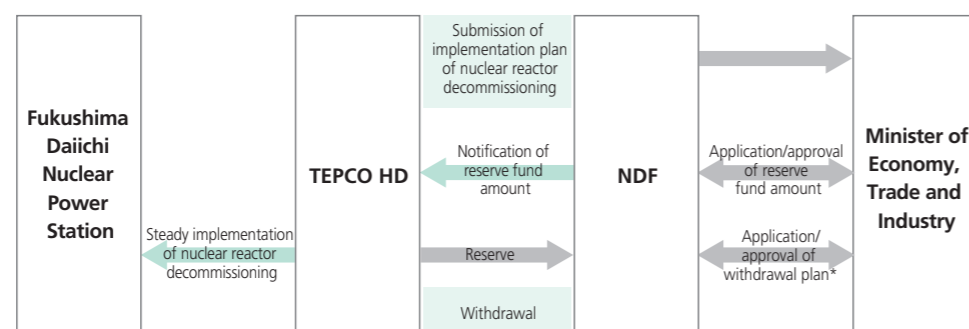 Fukushima
Daiichi
Nuclear
Power
Station
Steady implementation
of nuclear reactor
decommissioning
TEPCO HD
Submission of
implementation plan
of nuclear reactor
decommissioning
Notification of
reserve fund
amount
Reserve
Withdrawal
NDF
Application/approval
of reserve
fund amount
Application/
approval of
withdrawal plan*
Minister of
Economy,
Trade and
Industry